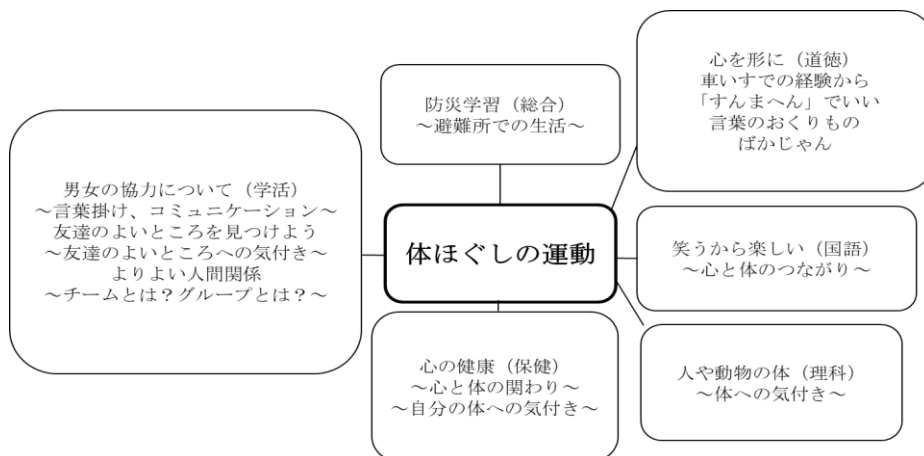 防災学習（総合）
～避難所での生活～
心を形に（道徳）
車いすでの経験から
「すんまへん」でいい
言葉のおくりもの
ばかじゃん
男女の協力について（学活）
～言葉掛け、コミュニケーション～
友達のよいところを見つけよう
～友達のよいところへの気付き～
よりよい人間関係
～チームとは？グループとは？～
体ほぐしの運動
笑うから楽しい（国語）
～心と体のつながり～
心の健康（保健）
～心と体の関わり～
～自分の体への気付き～
人や動物の体（理科）
～体への気付き～